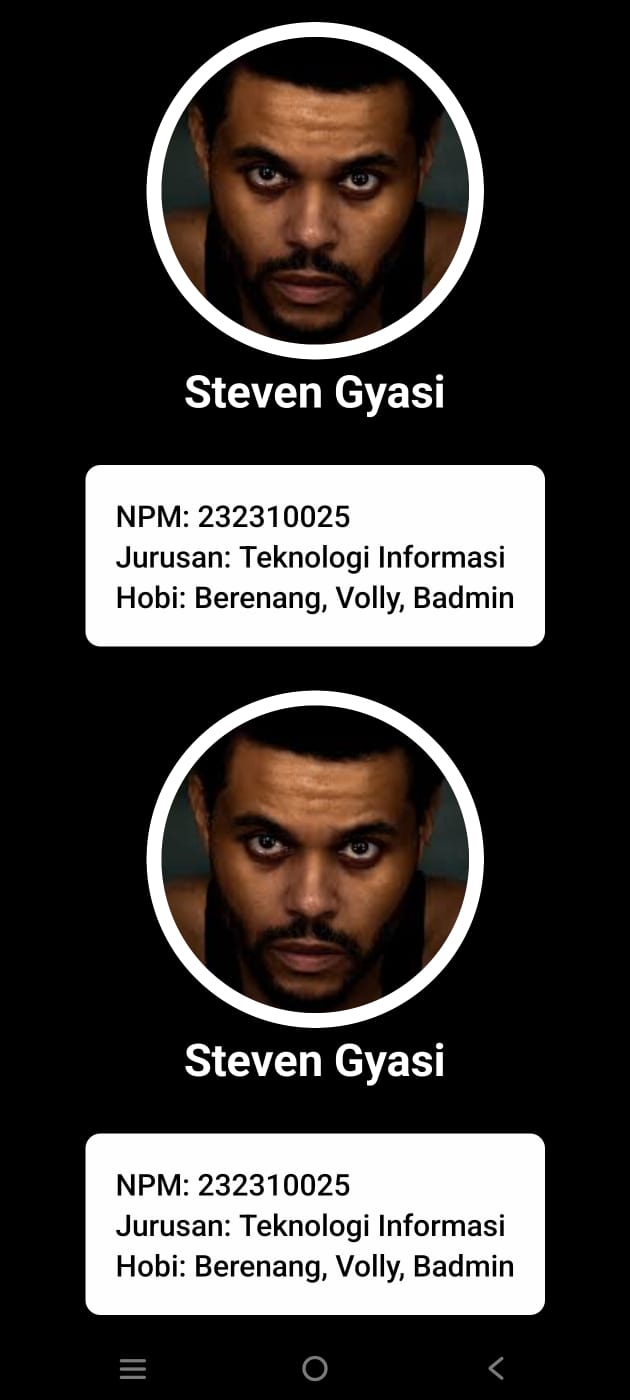 Steven Gyasi
NPM: 232310025
Jurusan: Teknologi Informasi
Hobi: Berenang, Volly, Badmin
Steven Gyasi
NPM: 232310025
Jurusan: Teknologi Informasi
Hobi: Berenang, Volly, Badmin